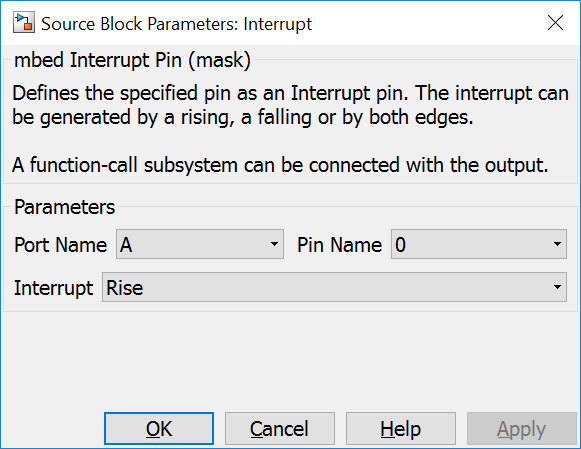 Source Block Parameters: Interrupt
mbed Interrupt Pin (mask)
Defines the specified pin as an Interrupt pin. The interrupt can
be generated by a rising, a falling or by both edges.
A function-call subsystem can be connected with the output.
Parameters
Port Name A Pin Name 0
Interrupt Rise
OK Cancel Help Apply